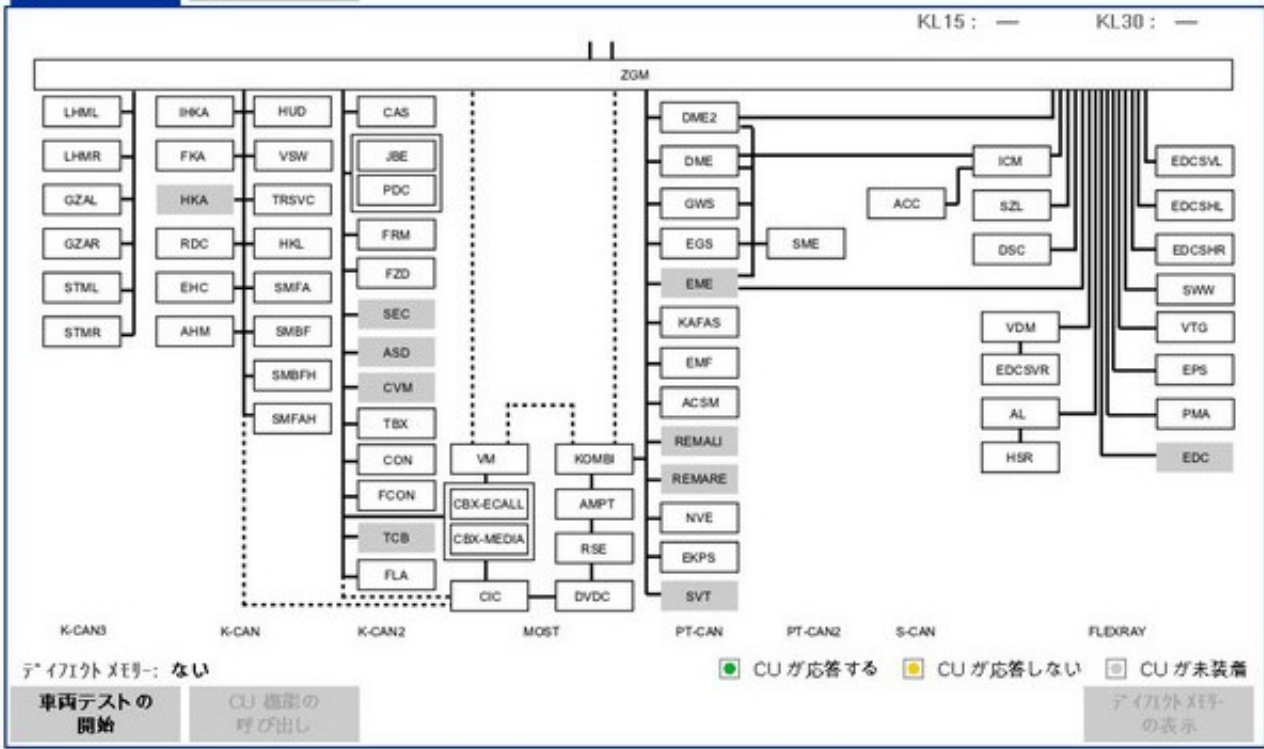 KL15 : —
KL30 : —
ZGM
LHML
LHMR
GZAL
GZAR
STML
STMR
IHKA
FKA
HKA
RDC
EHC
AHM
HUD
VSW
TRSVC
HKL
SMFA
SMBF
SMBFH
SMFAH
CAS
JBE
PDC
FRM
FZD
SEC
ASD
CVM
TBX
CON
FCON
TCB
FLA
VM
CBX-ECALL
CBX-MEDIA
CIC
KOMBI
AMPT
RSE
DVDC
DME2
DME
GWS
EGS
EME
KAFAS
EMF
ACSM
REMALI
REMARE
NVE
EKPS
SVT
SME
ACC
ICM
SZL
DSC
VDM
EDCSVR
AL
HSR
EDCSVL
EDCSHL
EDCSHR
SWW
VTG
EPS
PMA
EDC
K-CAN3
K-CAN
K-CAN2
MOST
PT-CAN
PT-CAN2
S-CAN
FLEXRAY
ディフェクト メモリー: ない
CU が応答する
CU が応答しない
CU が未装着
車両テストの
開始
CU 機能の
呼び出し
ディフェクト メモリー
の表示